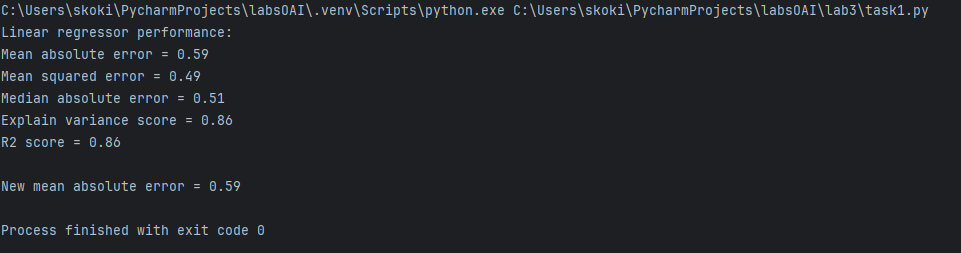 C:\Users\skoki\PycharmProjects\labsOAI\.venv\Scripts\python.exe C:\Users\skoki\PycharmProjects\labsOAI\lab3\task1.py
Linear regressor performance:
Mean absolute error = 0.59
Mean squared error = 0.49
Median absolute error = 0.51
Explain variance score = 0.86
R2 score = 0.86
New mean absolute error = 0.59
Process finished with exit code 0